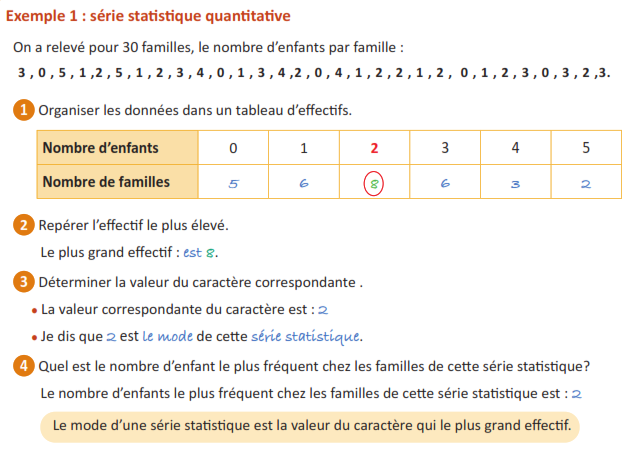 Exemple 1 : série statistique quantitative
On a relevé pour 30 familles, le nombre d'enfants par famille :
3 , 0 , 5 , 1 ,2 , 5 , 1 , 2 , 3 , 4 , 0 , 1 , 3 , 4 ,2 , 0 , 4 , 1 , 2 , 2 , 1 , 2 , 0 , 1 , 2 , 3 , 0 , 3 , 2 ,3.
1 Organiser les données dans un tableau d'effectifs.
Nombre d'enfants 0 1 2 3 4 5
Nombre de familles 5 6 8 6 3 2
2 Repérer l'effectif le plus élevé.
Le plus grand effectif : est 8.
3 Déterminer la valeur du caractère correspondante .
• La valeur correspondante du caractère est : 2
• Je dis que 2 est le mode de cette série statistique.
4 Quel est le nombre d'enfant le plus fréquent chez les familles de cette série statistique?
Le nombre d'enfants le plus fréquent chez les familles de cette série statistique est : 2
Le mode d'une série statistique est la valeur du caractère qui le plus grand effectif.